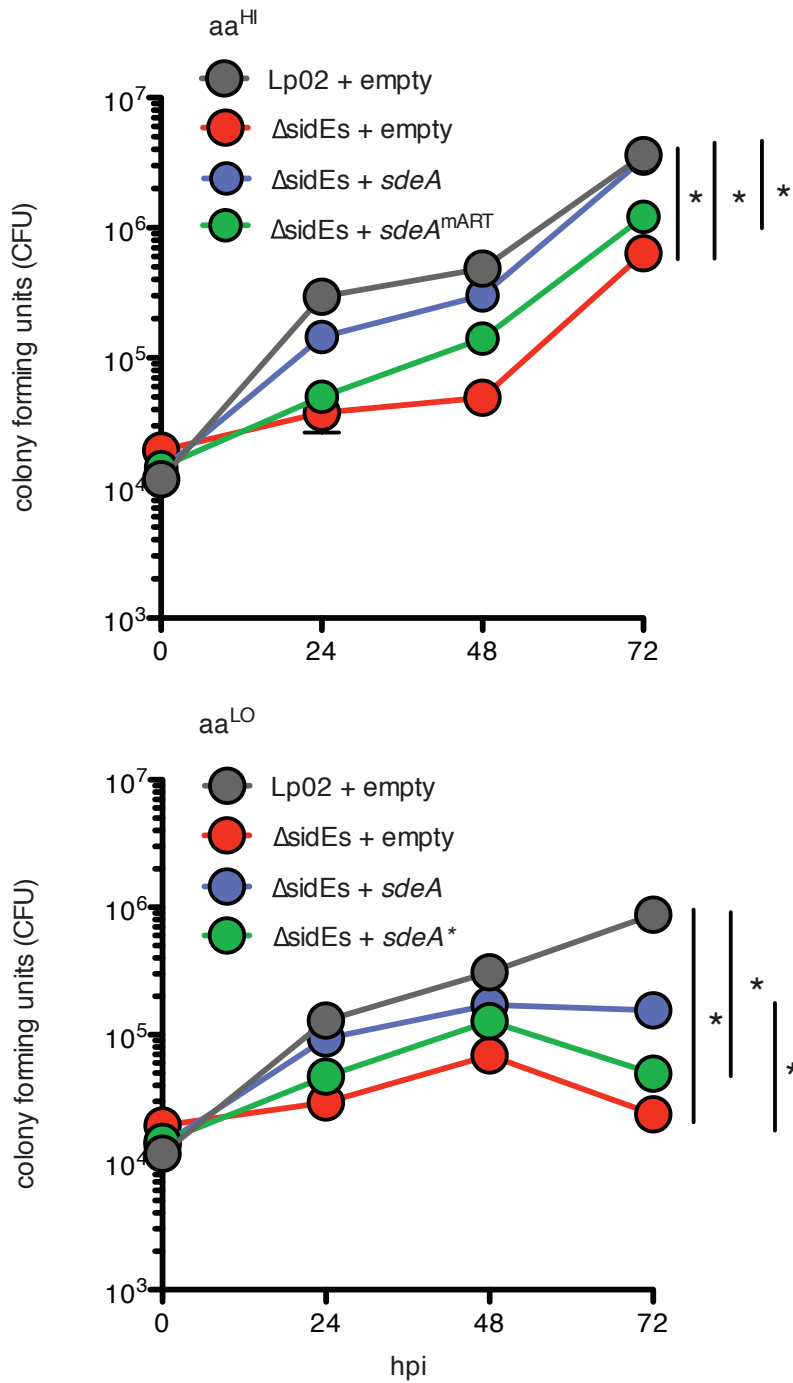 aa^HI
Lp02 + empty
ΔsidEs + empty
ΔsidEs + sdeA
ΔsidEs + sdeA^mART
colony forming units (CFU)
10^7
10^6
10^5
10^4
10^3
0 24 48 72
* * *
aa^LO
Lp02 + empty
ΔsidEs + empty
ΔsidEs + sdeA
ΔsidEs + sdeA*
colony forming units (CFU)
10^7
10^6
10^5
10^4
10^3
0 24 48 72
* * *
hpi